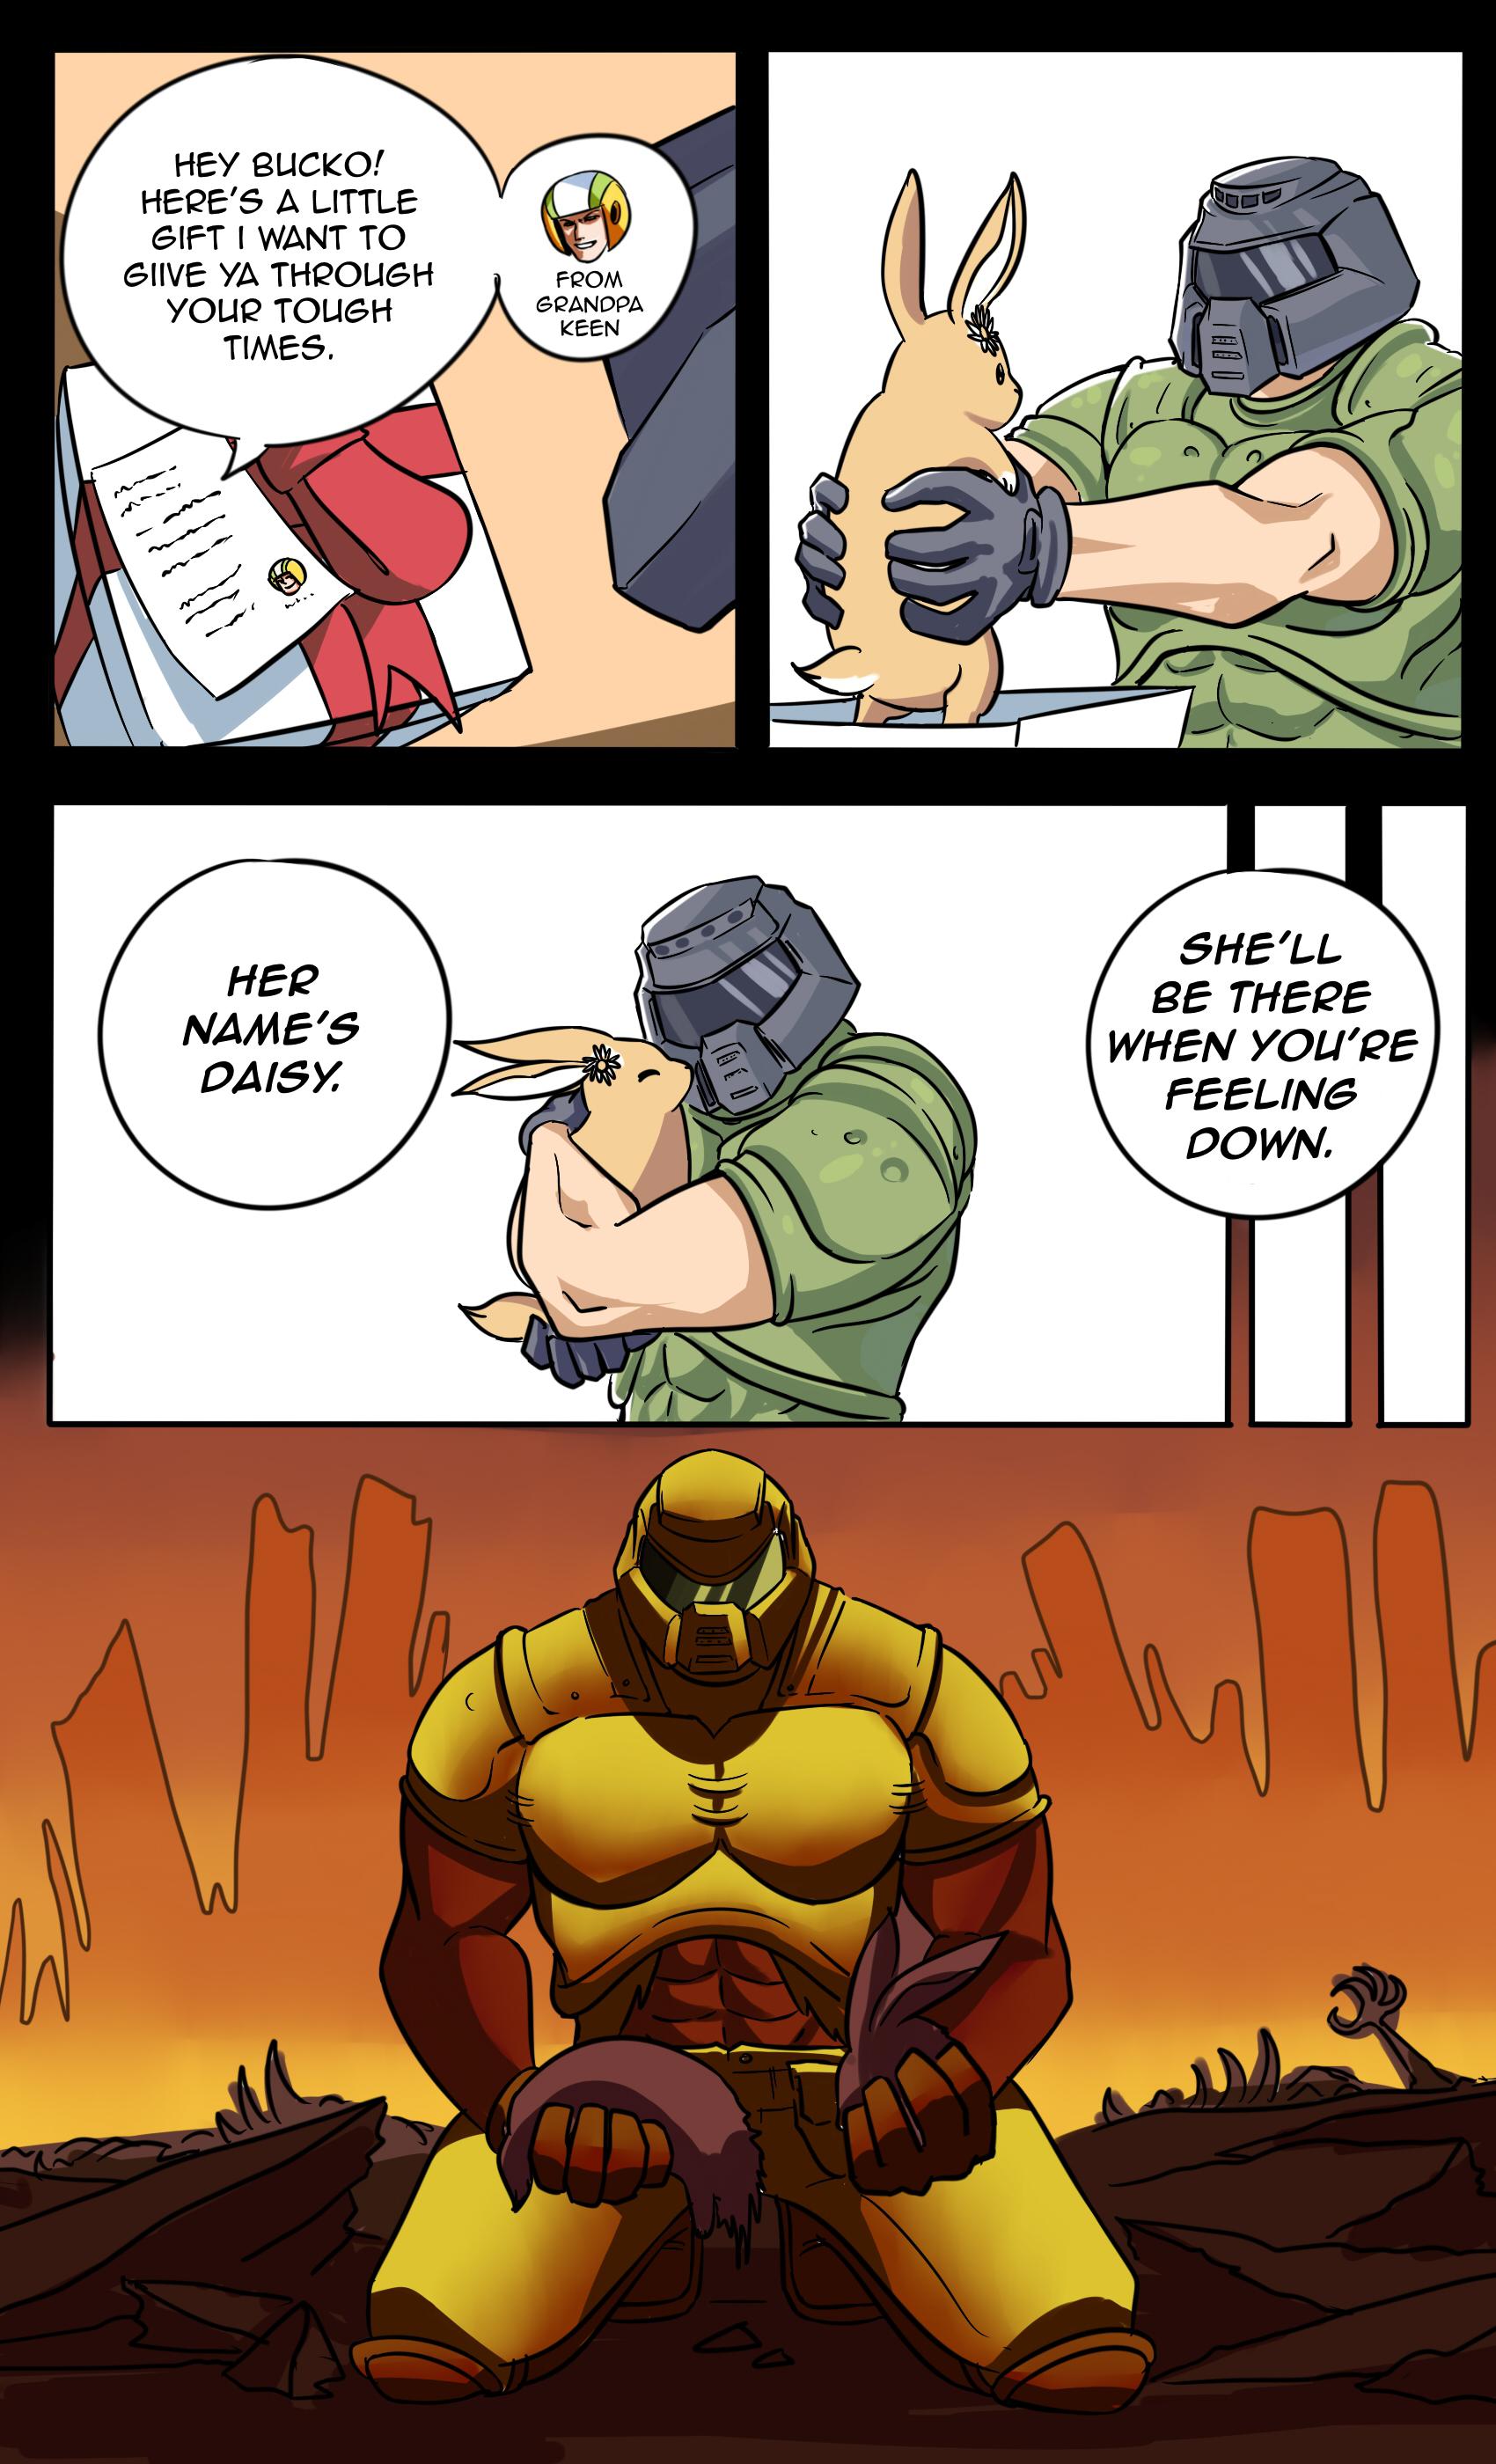 HEY BUCKO!
HERE'S A LITTLE
GIFT I WANT TO
GIIVE YA THROUGH
YOUR TOUGH
TIMES.
FROM
GRANDPA
KEEN
HER
NAME'S
DAISY.
SHE'LL
BE THERE
WHEN YOU'RE
FEELING
DOWN.